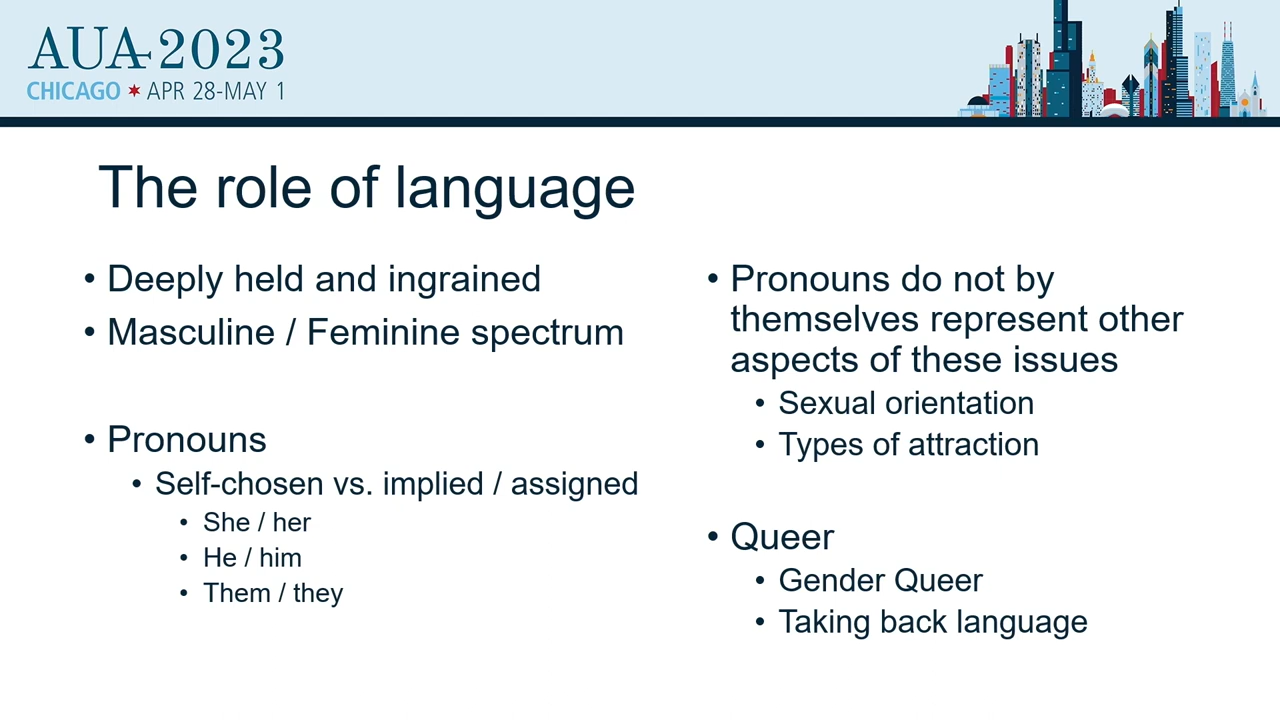 AUA 2023
CHICAGO ★ APR 28-MAY 1
The role of language
• Deeply held and ingrained
• Masculine / Feminine spectrum
• Pronouns
• Self-chosen vs. implied / assigned
• She / her
• He / him
• Them / they
• Pronouns do not by
themselves represent other
aspects of these issues
• Sexual orientation
• Types of attraction
• Queer
• Gender Queer
• Taking back language